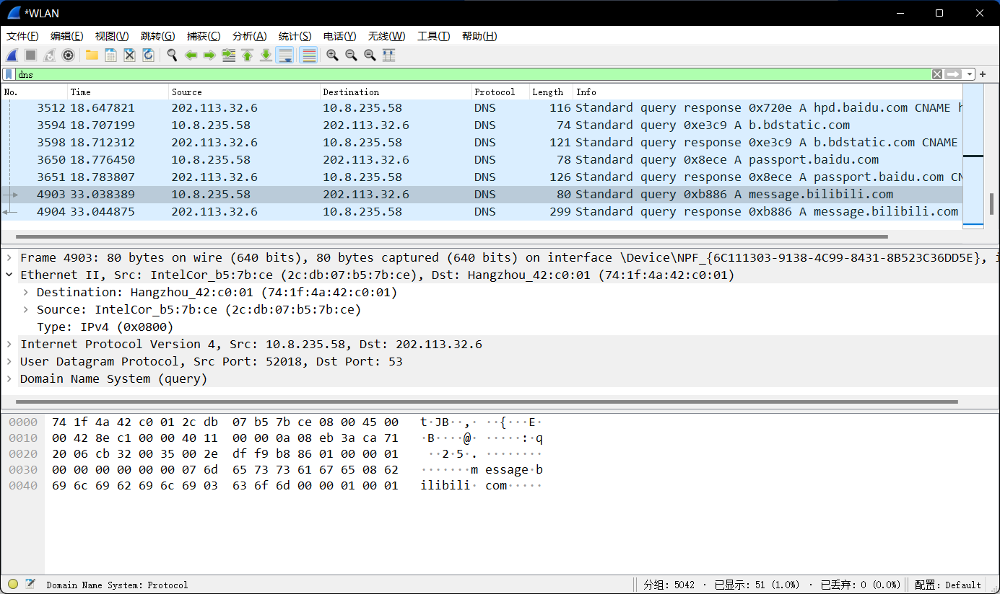 *WLAN
文件(F) 编辑(E) 视图(V) 跳转(G) 捕获(C) 分析(A) 统计(S) 电话(Y) 无线(W) 工具(T) 帮助(H)
dns
No. Time Source Destination Protocol Length Info
3512 18.647821 202.113.32.6 10.8.235.58 DNS 116 Standard query response 0x720e A hpd.baidu.com CNAME h
3594 18.707199 10.8.235.58 202.113.32.6 DNS 74 Standard query 0xe3c9 A b.bdstatic.com
3598 18.712312 202.113.32.6 10.8.235.58 DNS 121 Standard query response 0xe3c9 A b.bdstatic.com CNAME
3650 18.776450 10.8.235.58 202.113.32.6 DNS 78 Standard query 0x8ece A passport.baidu.com
3651 18.783807 202.113.32.6 10.8.235.58 DNS 126 Standard query response 0x8ece A passport.baidu.com CN
4903 33.038389 10.8.235.58 202.113.32.6 DNS 80 Standard query 0xb886 A message.bilibili.com
4904 33.044875 202.113.32.6 10.8.235.58 DNS 299 Standard query response 0xb886 A message.bilibili.com
Frame 4903: 80 bytes on wire (640 bits), 80 bytes captured (640 bits) on interface \Device\NPF_{6C111303-9138-4C99-8431-8B523C36DD5E}, i
Ethernet II, Src: IntelCor_b5:7b:ce (2c:db:07:b5:7b:ce), Dst: Hangzhou_42:c0:01 (74:1f:4a:42:c0:01)
Destination: Hangzhou_42:c0:01 (74:1f:4a:42:c0:01)
Source: IntelCor_b5:7b:ce (2c:db:07:b5:7b:ce)
Type: IPv4 (0x0800)
Internet Protocol Version 4, Src: 10.8.235.58, Dst: 202.113.32.6
User Datagram Protocol, Src Port: 52018, Dst Port: 53
Domain Name System (query)
0000 74 1f 4a 42 c0 01 2c db 07 b5 7b ce 08 00 45 00 t·JB··,· ··{···E·
0010 00 42 8e c1 00 00 40 11 00 00 0a 08 eb 3a ca 71 ·B····@· ·····:·q
0020 20 06 cb 32 00 35 00 2e df f9 b8 86 01 00 00 01 ··2·5·. ········
0030 00 00 00 00 00 00 07 6d 65 73 73 61 67 65 08 62 ·······m essage·b
0040 69 6c 69 62 69 6c 69 03 63 6f 6d 00 00 01 00 01 ilibili· com·····
Domain Name System: Protocol 分组: 5042 · 已显示: 51 (1.0%) · 已丢弃: 0 (0.0%) 配置: Default